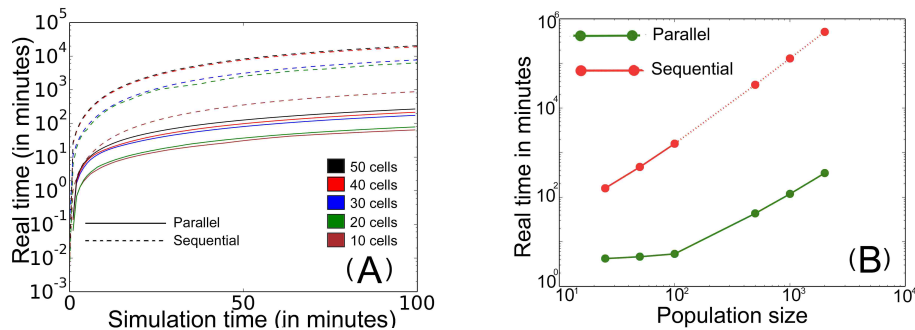 10^5
10^4
10^3
10^2
10^1
10^0
10^-1
10^-2
10^-3
Real time (in minutes)
0
50
100
Simulation time (in minutes)
50 cells
40 cells
30 cells
20 cells
10 cells
Parallel
Sequential
(A)
10^6
10^4
10^2
10^0
Real time in minutes
10^1
10^2
10^3
10^4
Population size
Parallel
Sequential
(B)